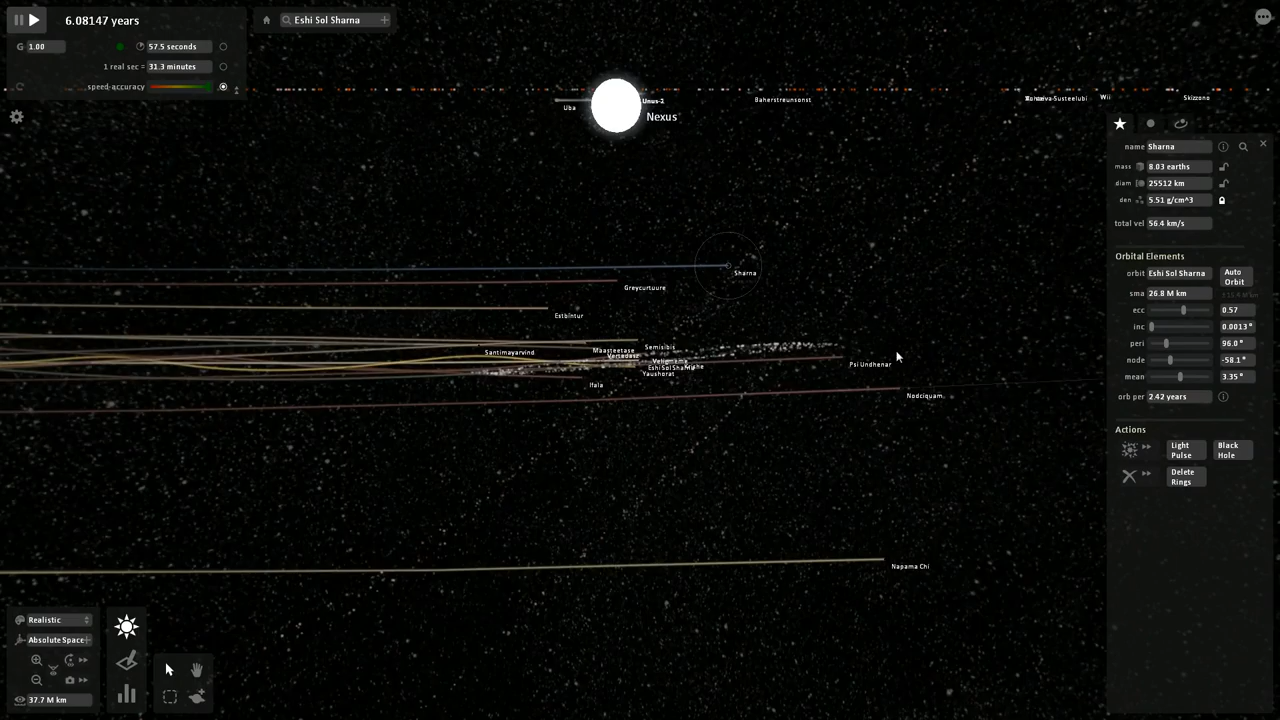 6.08147 years
Eshi Sol Sharna
G 1.00
57.5 seconds
1 real sec = 31.3 minutes
speed-accuracy
Uba
Unus-2
Nexus
Baherstreunsonst
Wii
Skizzono
Sharna
Greycurtuure
Estbintur
Santimayarvind
Maasteetase
Semisibis
Yaushorat
Psi Undhenar
Ifala
Nodciquam
Napama Chi
name Sharna
mass 8.03 earths
diam 25512 km
den 5.51 g/cm^3
total vel 56.4 km/s
Orbital Elements
orbit Eshi Sol Sharna
Auto
Orbit
sma 26.8 M km
ecc 0.57
inc 0.0013°
peri 96.0°
node -58.1°
mean 3.35°
orb per 2.42 years
Actions
Light
Pulse
Black
Hole
Delete
Rings
Realistic
Absolute Space
37.7 M km